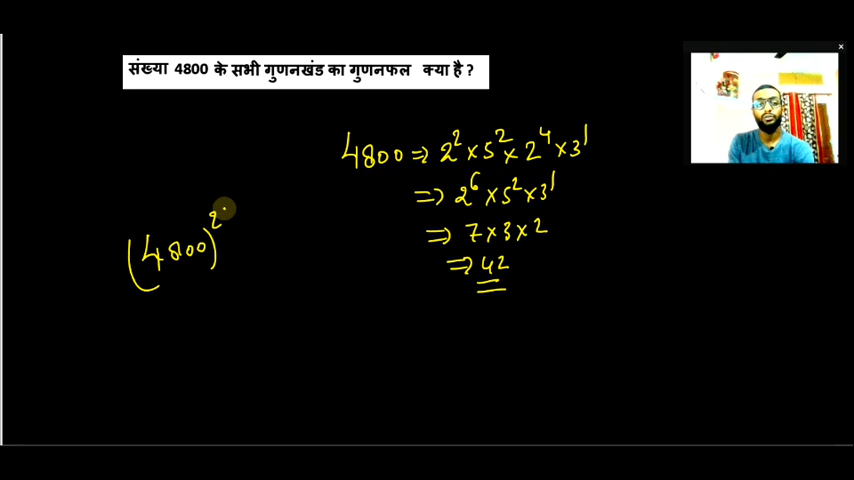 संख्या 4800 के सभी गुणनखंड का गुणनफल क्या है ?
4800 ⇒ 2² × 5² × 2⁴ × 3¹
⇒ 2⁶ × 5² × 3¹
⇒ 7 × 3 × 2
⇒ 42
(4800)²